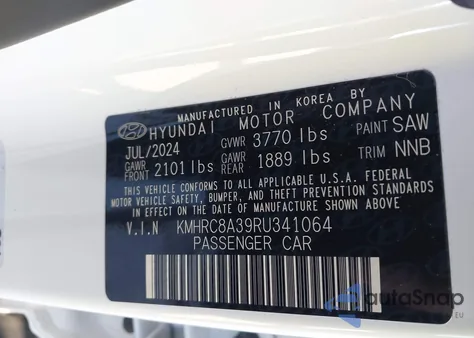 MANUFACTURED IN KOREA BY
HYUNDAI MOTOR COMPANY
JUL/2024 GVWR 3770 lbs PAINT SAW
GAWR FRONT 2101 lbs GAWR REAR 1889 lbs TRIM NNB
THIS VEHICLE CONFORMS TO ALL APPLICABLE U.S.A. FEDERAL
MOTOR VEHICLE SAFETY, BUMPER, AND THEFT PREVENTION STANDARDS
IN EFFECT ON THE DATE OF MANUFACTURE SHOWN ABOVE
V.I.N KMHRC8A39RU341064
PASSENGER CAR
autoSnap
.EU